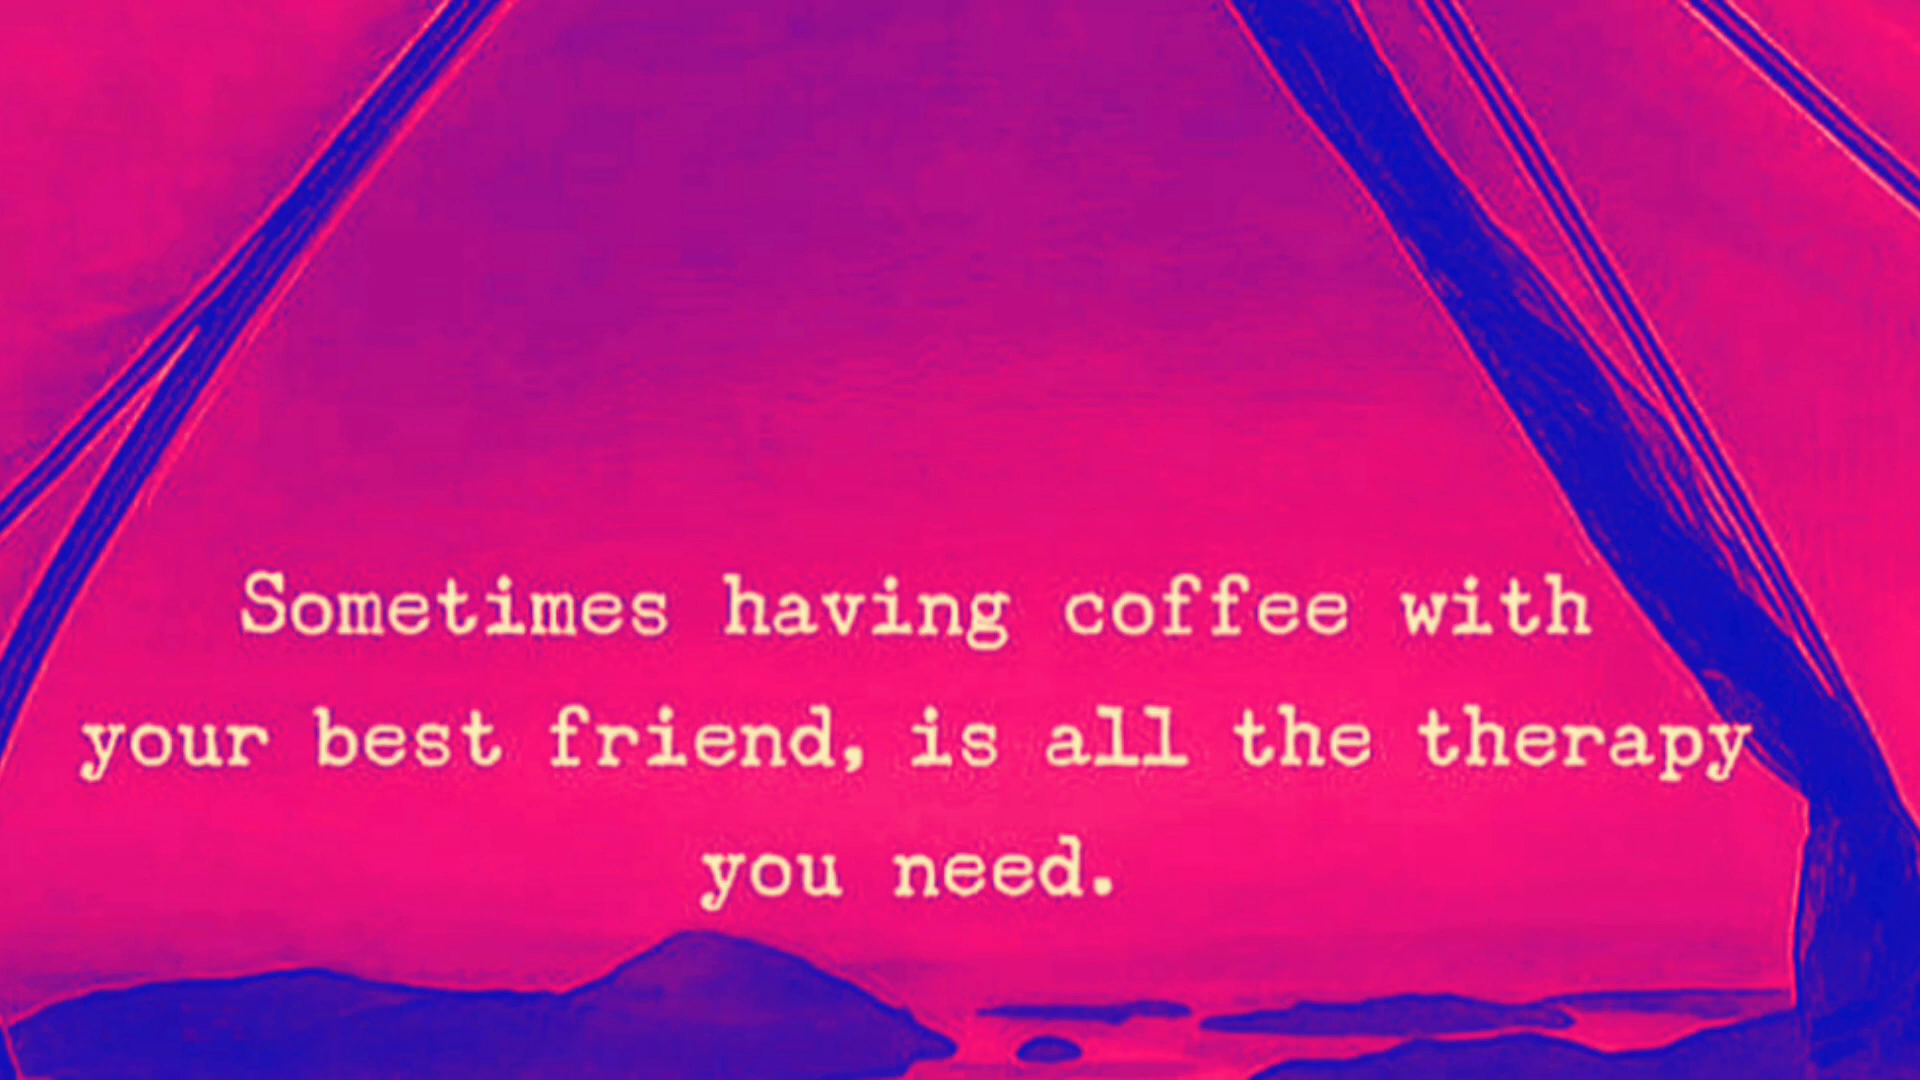 Sometimes having coffee with
your best friend, is all the therapy
you need.